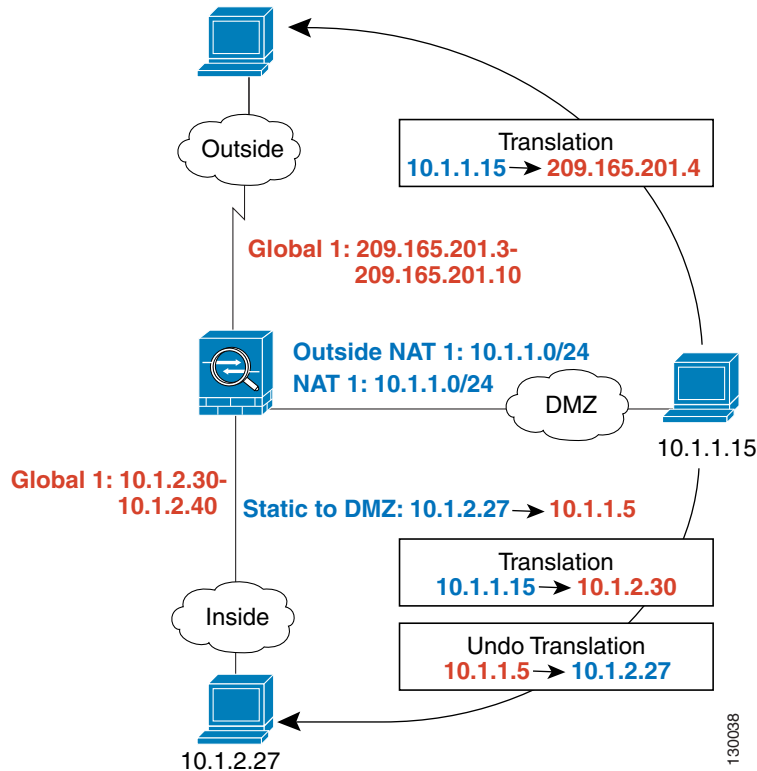 Outside
Translation
10.1.1.15 → 209.165.201.4
Global 1: 209.165.201.3-
209.165.201.10
Outside NAT 1: 10.1.1.0/24
NAT 1: 10.1.1.0/24
DMZ
10.1.1.15
Global 1: 10.1.2.30-
10.1.2.40
Static to DMZ: 10.1.2.27 → 10.1.1.5
Translation
10.1.1.15 → 10.1.2.30
Inside
Undo Translation
10.1.1.5 → 10.1.2.27
10.1.2.27
130038